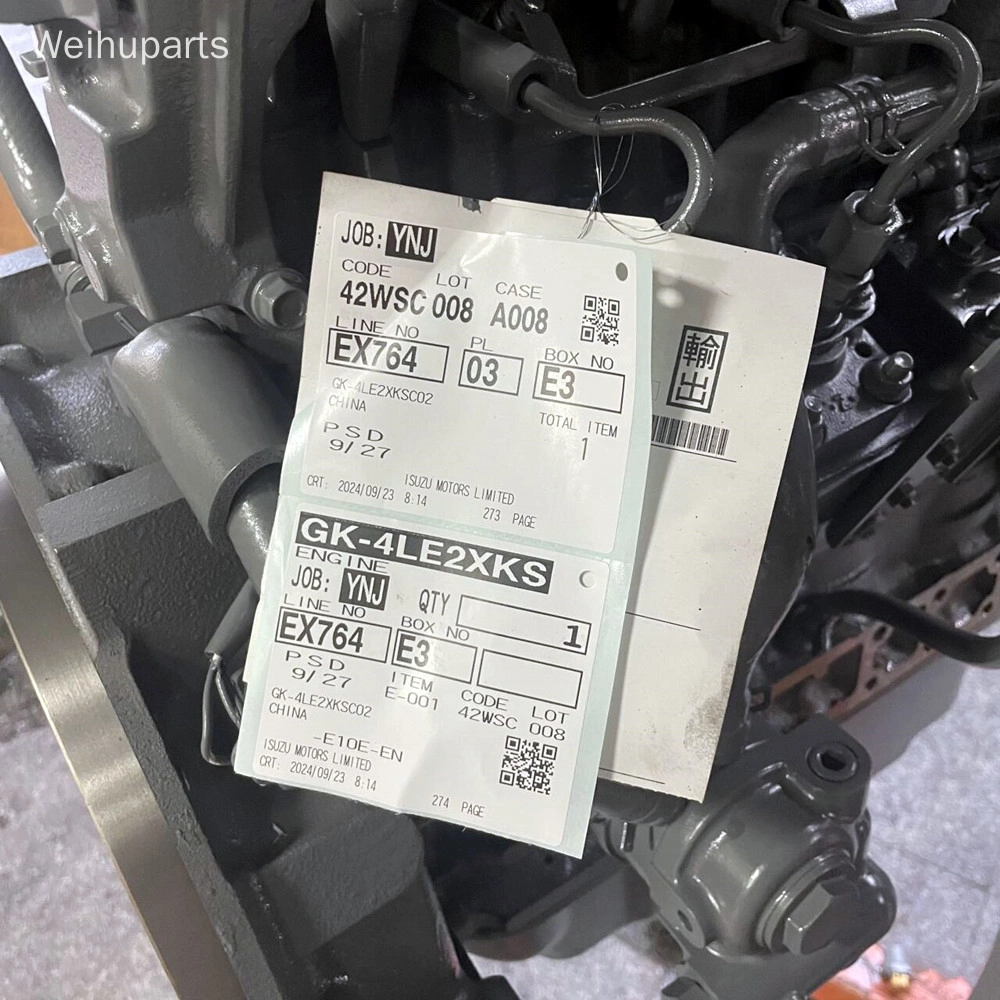 Weihuparts
JOB: YNJ
CODE LOT CASE
42WSC 008 A008
LINE NO PL BOX NO
EX764 03 E3
GK-4LE2XKSC02
CHINA
TOTAL ITEM
1
PSD
9/27
ISUZU MOTORS LIMITED
CRT: 2024/09/23 8:14
273 PAGE
輸出
GK-4LE2XKS
ENGINE
JOB: YNJ QTY 1
LINE NO BOX NO
EX764 E3
PSD ITEM CODE LOT
9/27 E-001 42WSC 008
GK-4LE2XKSC02
CHINA
-E10E-EN
ISUZU MOTORS LIMITED
CRT: 2024/09/23 8:14
274 PAGE